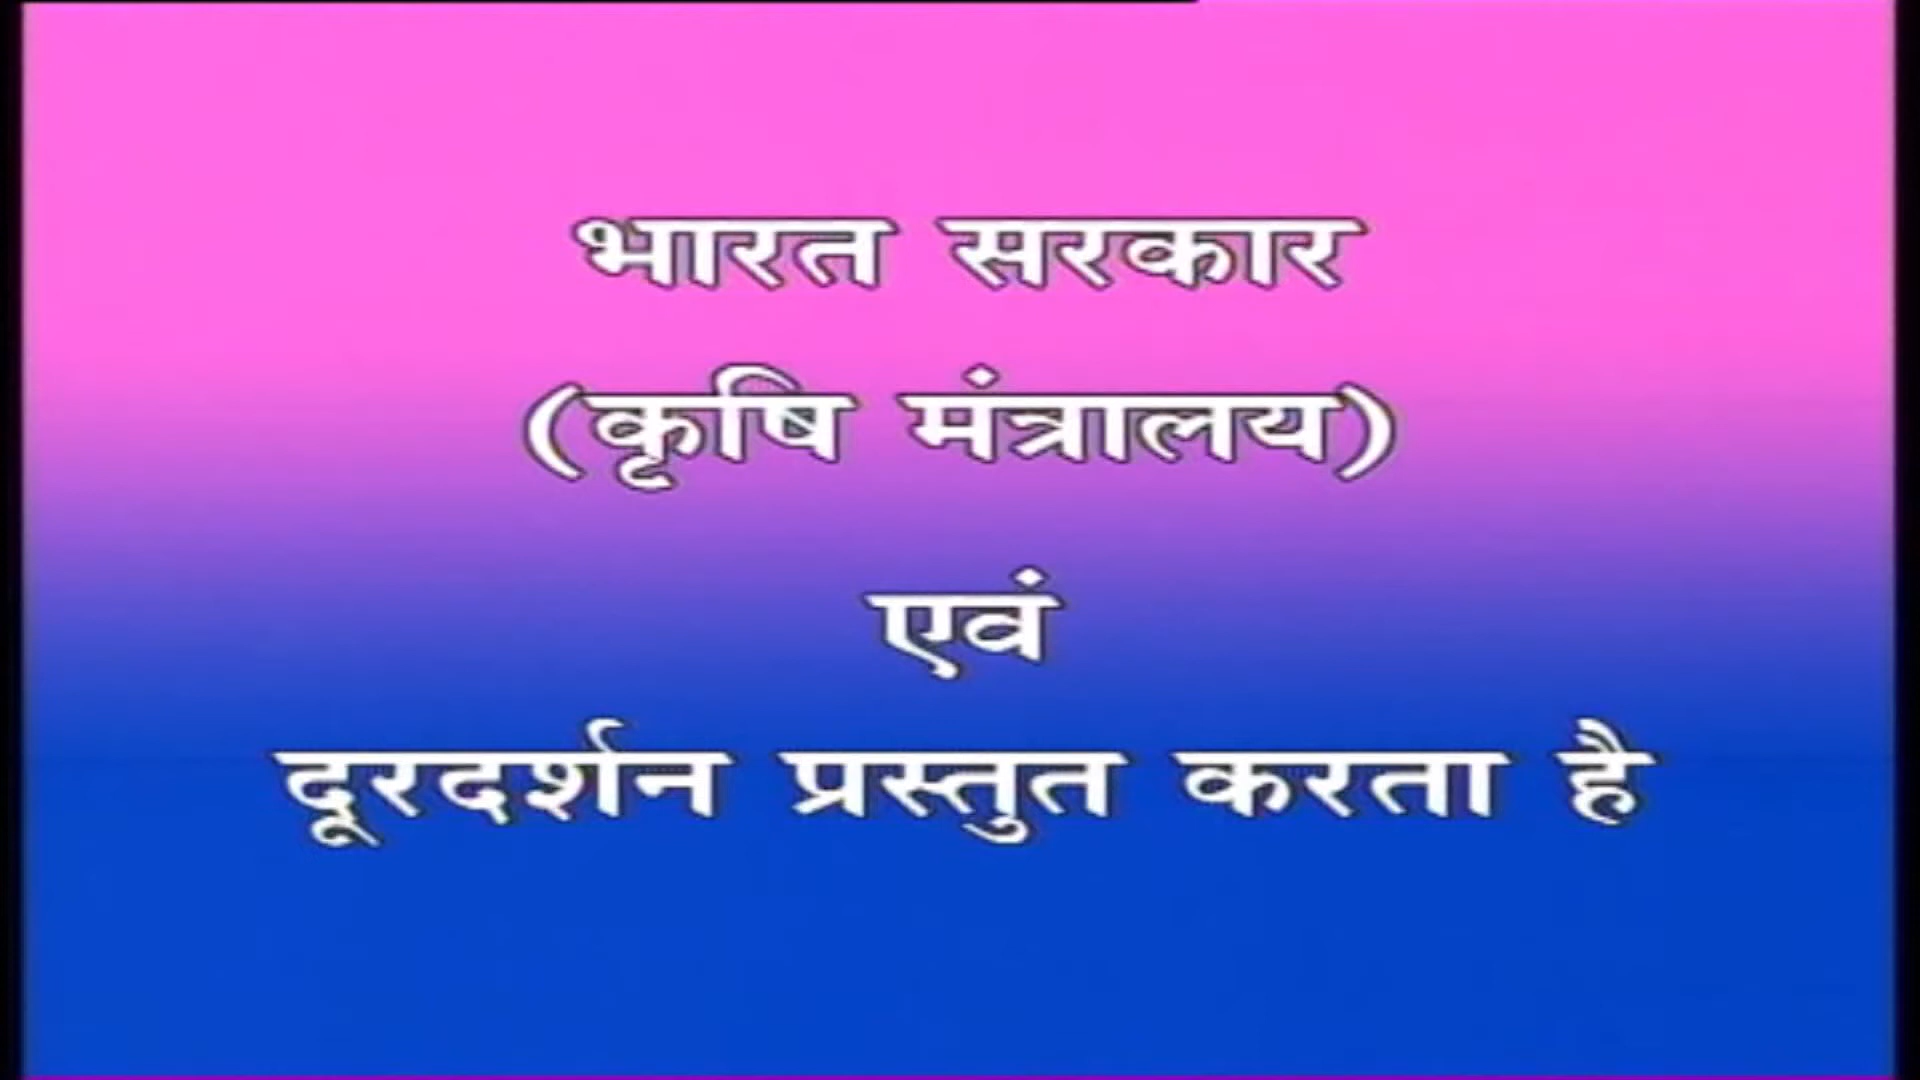 भारत सरकार
(कृषि मंत्रालय)
एवं
दूरदर्शन प्रस्तुत करता है